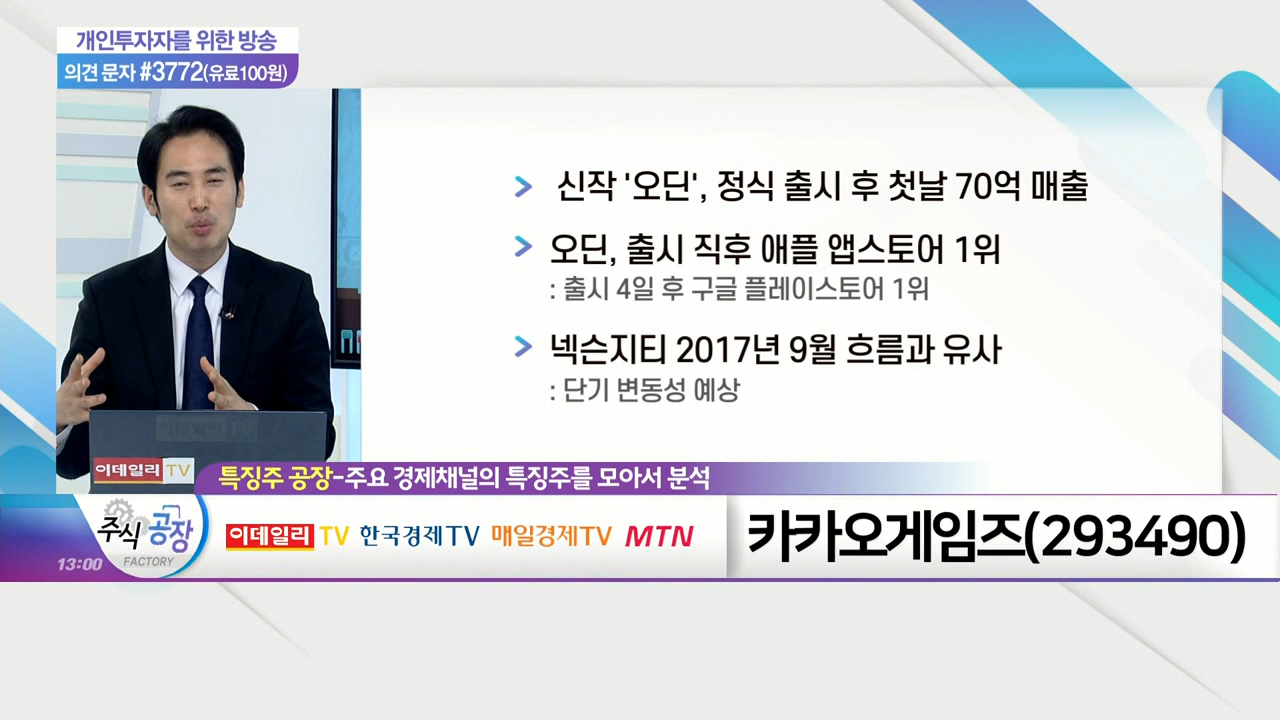 개인투자자를 위한 방송
의견 문자 #3772(유료100원)
신작 '오딘', 정식 출시 후 첫날 70억 매출
오딘, 출시 직후 애플 앱스토어 1위
: 출시 4일 후 구글 플레이스토어 1위
넥슨지티 2017년 9월 흐름과 유사
: 단기 변동성 예상
이데일리 TV
이데일리 TV
특징주 공장-주요 경제채널의 특징주를 모아서 분석
주식 공장
FACTORY
13:00
이데일리 TV 한국경제TV 매일경제TV MTN
카카오게임즈(293490)